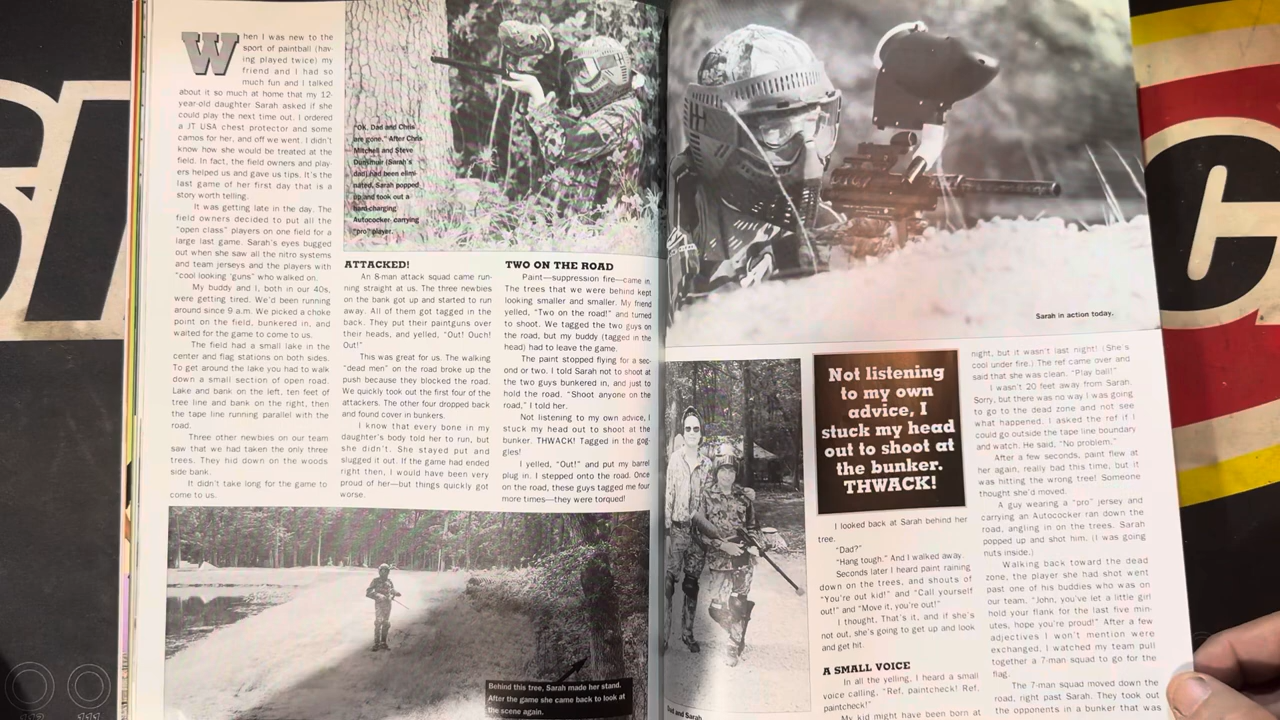 When I was new to the
sport of paintball (hav-
ing played twice) my
friend and I had so
much fun and I talked
about it so much at home that my 12-
year-old daughter Sarah asked if she
could play the next time out. I ordered
a JT USA chest protector and some
camos for her, and off we went. I didn't
know how she would be treated at the
field. In fact, the field owners and play-
ers helped us and gave us tips. It's the
last game of her first day that is a
story worth telling.
It was getting late in the day. The
field owners decided to put all the
"open class" players on one field for a
large last game. Sarah's eyes bugged
out when she saw all the nitro systems
and team jerseys and the players with
"cool looking "guns" who walked on.
My buddy and I, both in our 40s,
were getting tired. We'd been running
around since 9 a.m. We picked a choke
point on the field, bunkered in, and
waited for the game to come to us.
The field had a small lake in the
center and flag stations on both sides.
To get around the lake you had to walk
down a small section of open road.
Lake and bank on the left, ten feet of
tree line and bank on the right, then
the tape line running parallel with the
road.
Three other newbies on our team
saw that we had taken the only three
trees. They hid down on the woods
side bank.
It didn't take long for the game to
come to us.
"Ok, Dad and Chris
are gone." After Chris
Mitchell and Steve
Dunsmuir (Sarah's
dad) had been elimi-
nated, Sarah popped
up and took out a
hard-charging
Autococker carrying
"pro" player.
ATTACKED!
An 8-man attack squad came run-
ning straight at us. The three newbies
on the bank got up and started to run
away. All of them got tagged in the
back. They put their paintguns over
their heads, and yelled, "Out! Ouch!
Out!"
This was great for us. The walking
"dead men" on the road broke up the
push because they blocked the road.
We quickly took out the first four of the
attackers. The other four dropped back
and found cover in bunkers.
I know that every bone in my
daughter's body told her to run, but
she didn't. She stayed put and
slugged it out. If the game had ended
right then, I would have been very
proud of her—but things quickly got
worse.
TWO ON THE ROAD
Paint—suppression fire—came in.
The trees that we were behind kept
looking smaller and smaller. My friend
yelled, "Two on the road!" and turned
to shoot. We tagged the two guys on
the road, but my buddy (tagged in the
head) had to leave the game.
The paint stopped flying for a sec-
ond or two. I told Sarah not to shoot at
the two guys bunkered in, and just to
hold the road. "Shoot anyone on the
road," I told her.
Not listening to my own advice, I
stuck my head out to shoot at the
bunker. THWACK! Tagged in the gog-
gles!
I yelled, "Out!" and put my barrel
plug in. I stepped onto the road. Once
on the road, these guys tagged me four
more times—they were torqued!
Behind this tree, Sarah made her stand.
After the game she came back to look at
the scene again.
Sarah in action today.
and Sarah
Not listening
to my own
advice, I
stuck my head
out to shoot at
the bunker.
THWACK!
I looked back at Sarah behind her
tree.
"Dad?"
"Hang tough." And I walked away.
Seconds later I heard paint raining
down on the trees, and shouts of
"You're out kid!" and "Call yourself
out!" and "Move it, you're out!"
I thought, That's it, and if she's
not out, she's going to get up and look
and get hit.
A SMALL VOICE
In all the yelling, I heard a small
voice calling, "Ref, paintcheck! Ref,
paintcheck!"
My kid might have been born at
night, but it wasn't last night! (She's
cool under fire.) The ref came over and
said that she was clean. "Play ball!"
I wasn't 20 feet away from Sarah.
Sorry, but there was no way I was going
to go to the dead zone and not see
what happened. I asked the ref if I
could go outside the tape line boundary
and watch. He said, "No problem."
After a few seconds, paint flew at
her again, really bad this time, but it
was hitting the wrong tree! Someone
thought she'd moved.
A guy wearing a "pro" jersey and
carrying an Autococker ran down the
road, angling in on the trees. Sarah
popped up and shot him. (I was going
nuts inside.)
Walking back toward the dead
zone, the player she had shot went
past one of his buddies who was on
our team. "John, you've let a little girl
hold your flank for the last five min-
utes, hope you're proud!" After a few
adjectives I won't mention were
exchanged, I watched my team pull
together a 7-man squad to go for the
flag.
The 7-man squad moved down the
road, right past Sarah. They took out
the opponents in a bunker that was